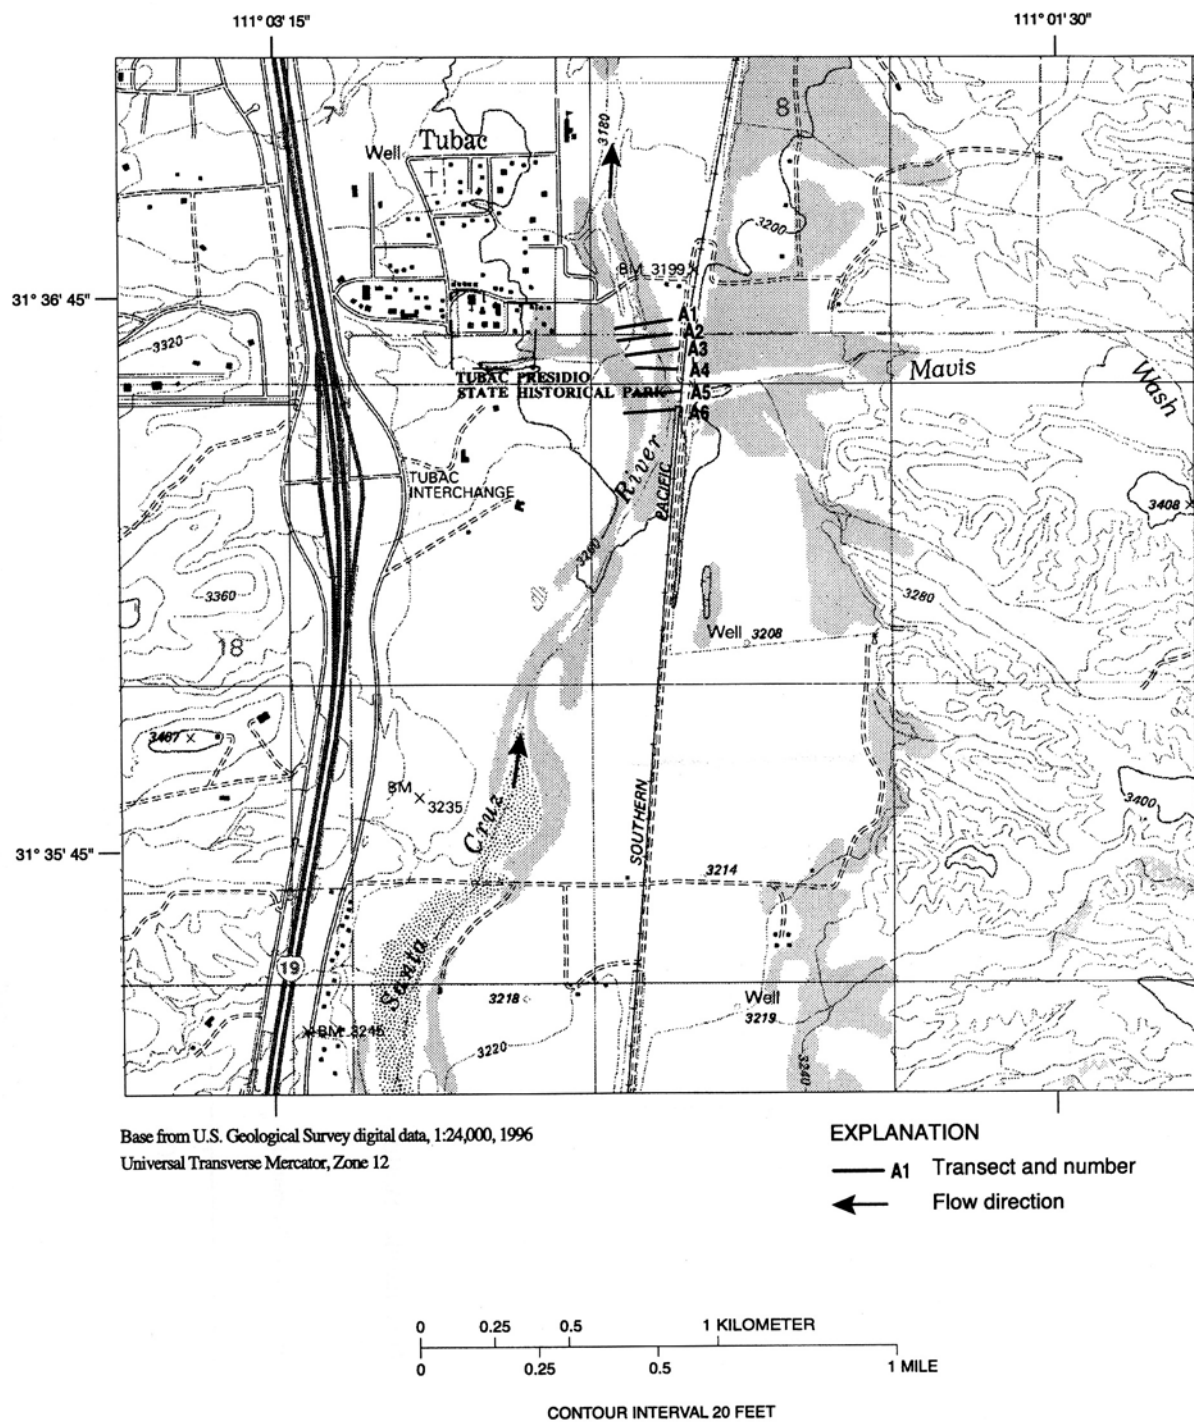 111° 03' 15"
111° 01' 30"
7
8
Tubac
Well
3180
3200
BM 3199
31° 36' 45"
A1
A2
A3
A4
A5
A6
3320
Mavis
Wash
TUBAC PRESIDIO
STATE HISTORICAL PARK
River
PACIFIC
TUBAC
INTERCHANGE
3408
3200
3360
3280
18
Well 3208
3407
BM
3235
Cruz
SOUTHERN
3400
31° 35' 45"
3214
Santa
19
3218
Well
3219
BM 3245
3220
3240
Base from U.S. Geological Survey digital data, 1:24,000, 1996
Universal Transverse Mercator, Zone 12
EXPLANATION
A1 Transect and number
Flow direction
0 0.25 0.5 1 KILOMETER
0 0.25 0.5 1 MILE
CONTOUR INTERVAL 20 FEET